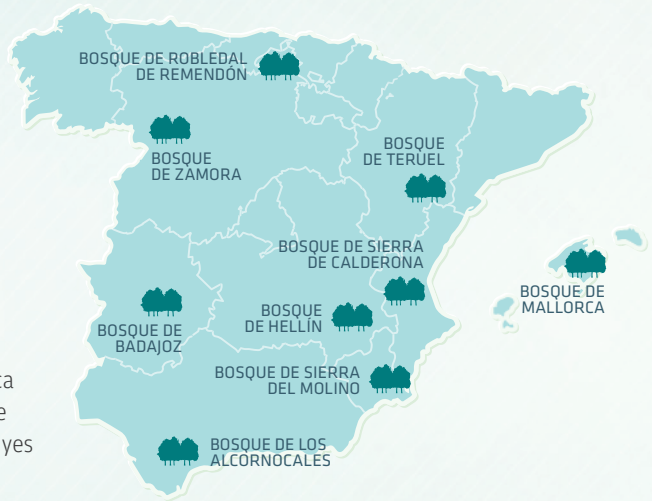 BOSQUE DE ROBLEDAL
DE REMENDÓN
BOSQUE
DE ZAMORA
BOSQUE
DE TERUEL
BOSQUE DE SIERRA
DE CALDERONA
BOSQUE DE
MALLORCA
BOSQUE
DE HELLÍN
BOSQUE DE
BADAJOZ
BOSQUE DE SIERRA
DEL MOLINO
BOSQUE DE LOS
ALCORNOCALES